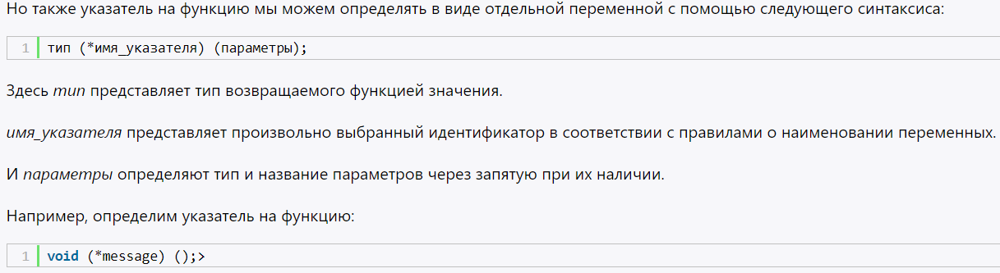 Но также указатель на функцию мы можем определять в виде отдельной переменной с помощью следующего синтаксиса:
1 тип (*имя_указателя) (параметры);
Здесь тип представляет тип возвращаемого функцией значения.
имя_указателя представляет произвольно выбранный идентификатор в соответствии с правилами о наименовании переменных.
И параметры определяют тип и название параметров через запятую при их наличии.
Например, определим указатель на функцию:
1 void (*message) ();>